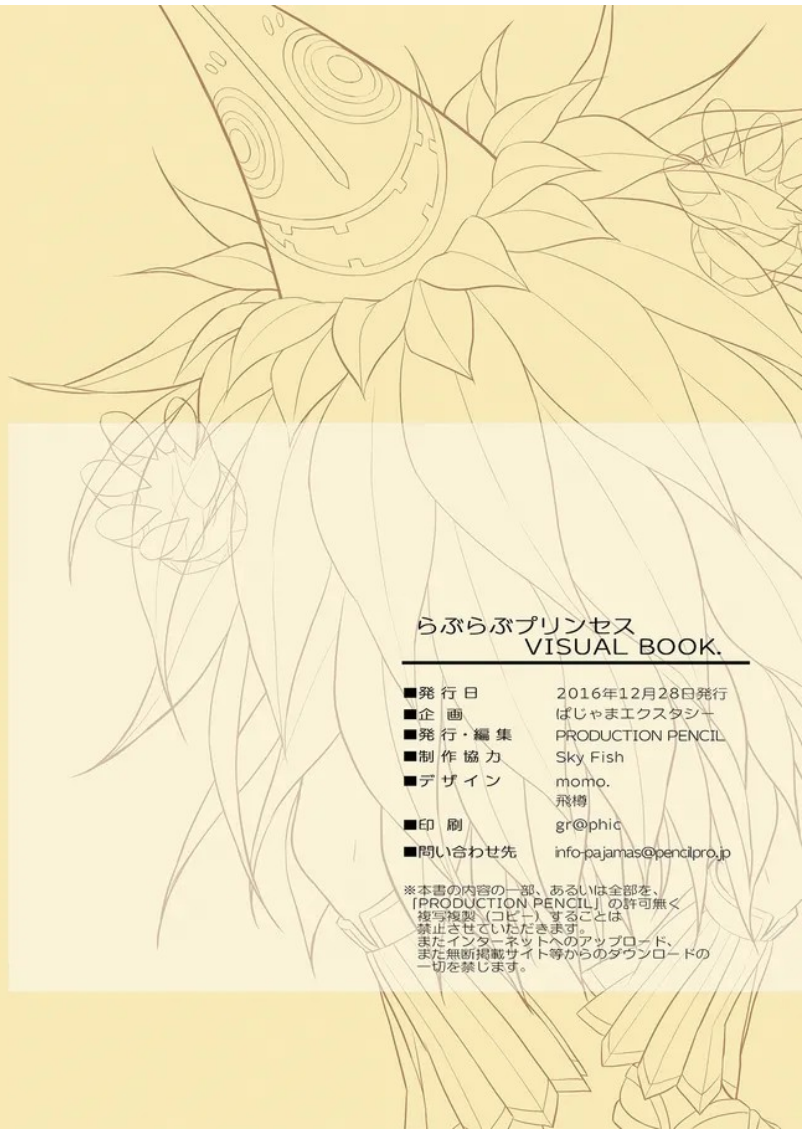 らぶらぶプリンセス
VISUAL BOOK.
■発行日 2016年12月28日発行
■企画 ぱじゃまエクスタシー
■発行・編集 PRODUCTION PENCIL
■制作協力 Sky Fish
■デザイン momo.
飛樽
■印刷 gr@phic
■問い合わせ先 info-pajamas@pencilpro.jp
※本書の内容の一部、あるいは全部を、
「PRODUCTION PENCIL」の許可無く
複写複製（コピー）することは
禁止させていただきます。
またインターネットへのアップロード、
また無断掲載サイト等からのダウンロードの
一切を禁じます。